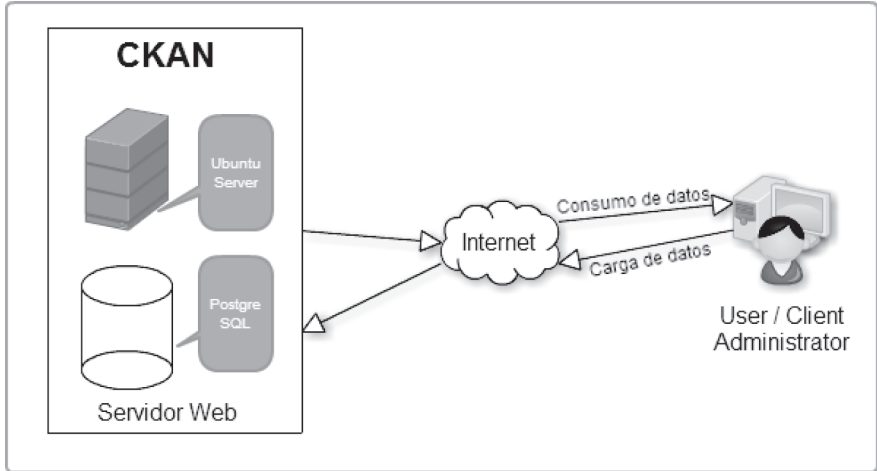 CKAN
Ubuntu
Server
Postgre
SQL
Servidor Web
Internet
Consumo de datos
Carga de datos
User / Client
Administrator